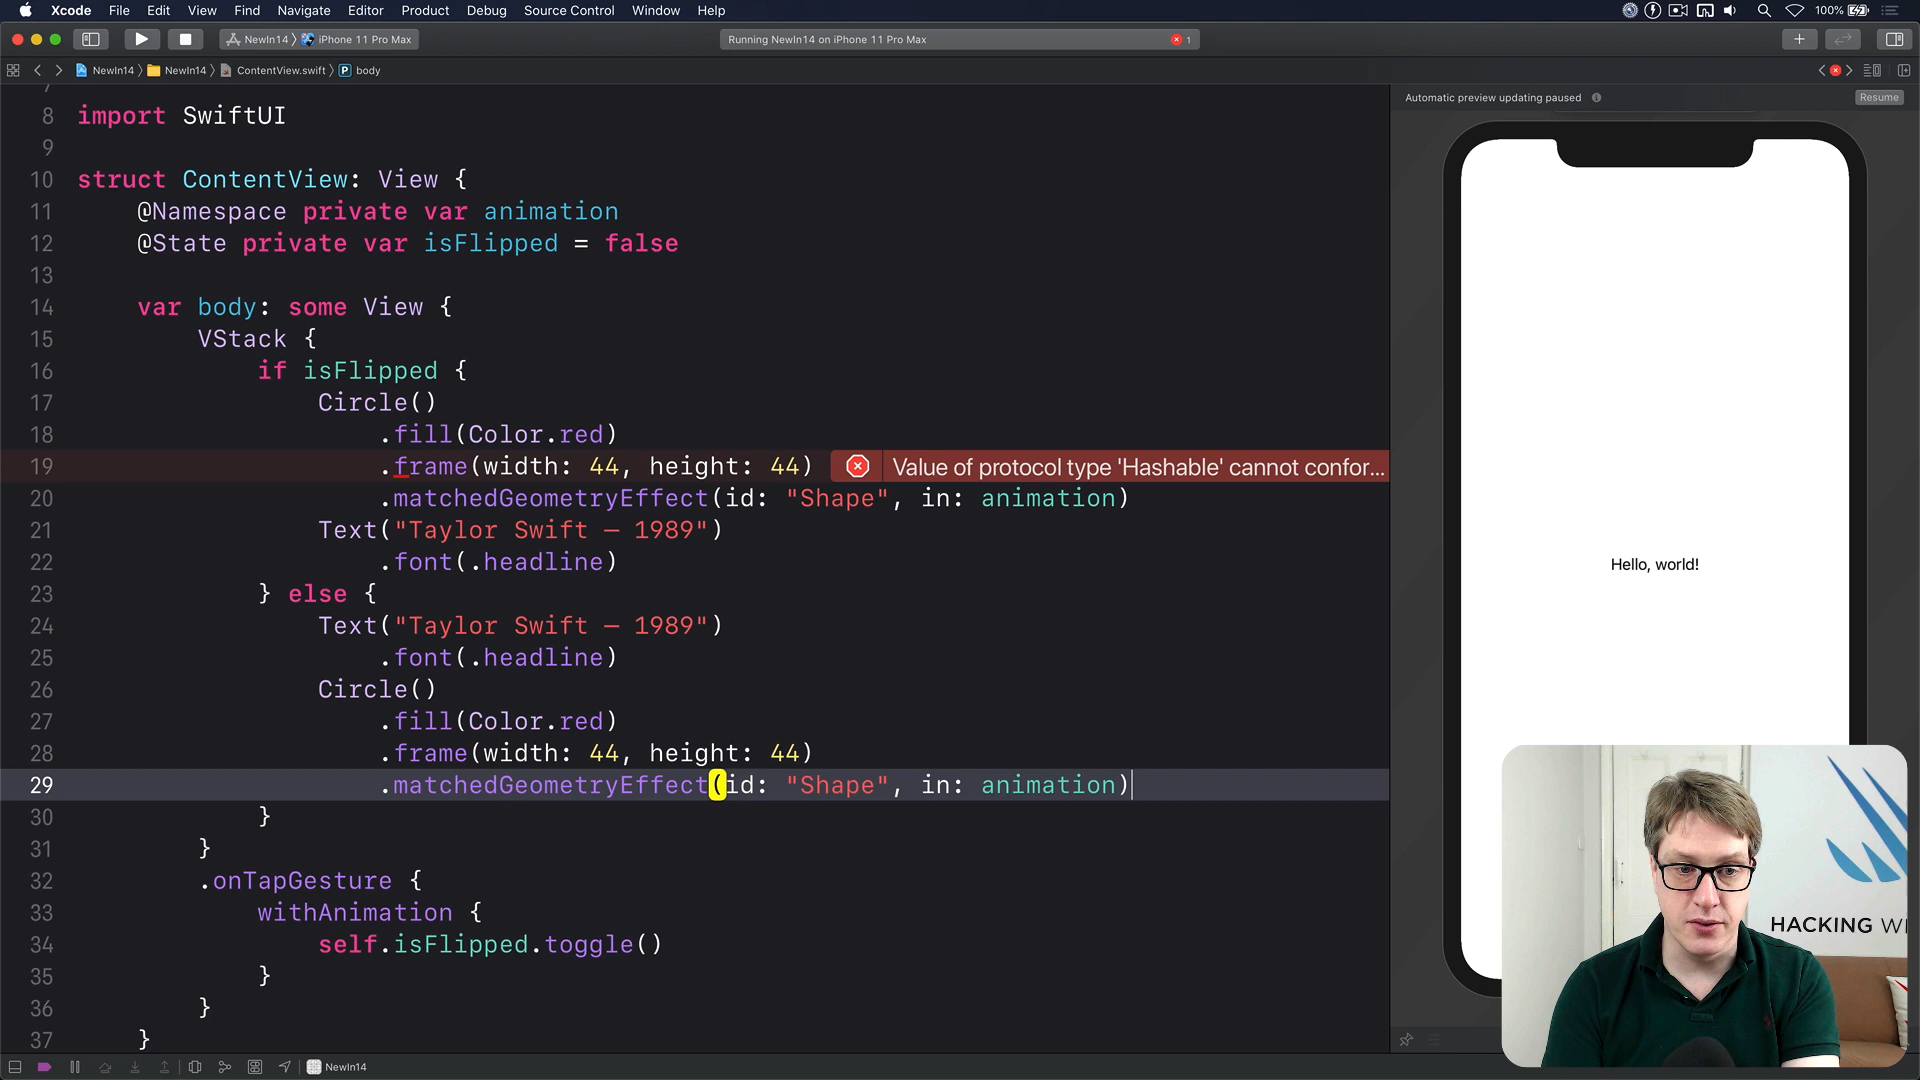 Xcode File Edit View Find Navigate Editor Product Debug Source Control Window Help 100%
NewIn14 iPhone 11 Pro Max Running NewIn14 on iPhone 11 Pro Max 1
NewIn14 NewIn14 ContentView.swift P body
Automatic preview updating paused Resume
7
8 import SwiftUI
9
10 struct ContentView: View {
11 @Namespace private var animation
12 @State private var isFlipped = false
13
14 var body: some View {
15 VStack {
16 if isFlipped {
17 Circle()
18 .fill(Color.red)
19 .frame(width: 44, height: 44) Value of protocol type 'Hashable' cannot confor...
20 .matchedGeometryEffect(id: "Shape", in: animation)
21 Text("Taylor Swift – 1989")
22 .font(.headline)
23 } else {
24 Text("Taylor Swift – 1989")
25 .font(.headline)
26 Circle()
27 .fill(Color.red)
28 .frame(width: 44, height: 44)
29 .matchedGeometryEffect(id: "Shape", in: animation)
30 }
31 }
32 .onTapGesture {
33 withAnimation {
34 self.isFlipped.toggle()
35 }
36 }
37 }
Hello, world!
HACKING WI
NewIn14